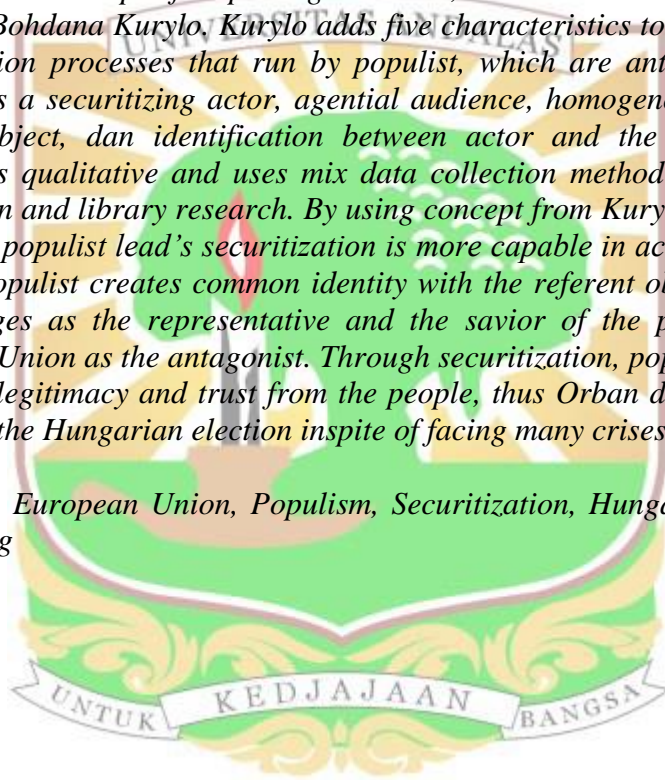 Bohdana Kurylo. Kurylo adds five characteristics to
UNIVERSITAS ANDALAS
ion processes that run by populist, which are ant
s a securitizing actor, agential audience, homogen
bject, dan identification between actor and the
s qualitative and uses mix data collection method
n and library research. By using concept from Kury
populist lead's securitization is more capable in ac
opulist creates common identity with the referent o
ges as the representative and the savior of the p
Union as the antagonist. Through securitization, pop
legitimacy and trust from the people, thus Orban d
the Hungarian election inspite of facing many crises
European Union, Populism, Securitization, Hung
g
UNTUK KEDJAJAAN BANGSA